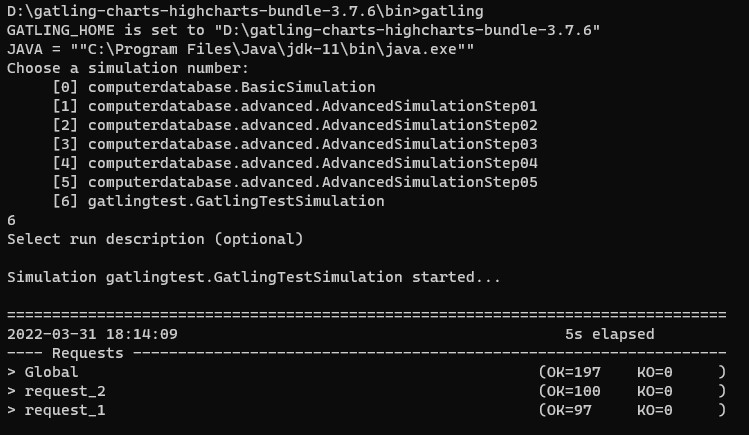 D:\gatling-charts-highcharts-bundle-3.7.6\bin>gatling
GATLING_HOME is set to "D:\gatling-charts-highcharts-bundle-3.7.6"
JAVA = ""C:\Program Files\Java\jdk-11\bin\java.exe""
Choose a simulation number:
     [0] computerdatabase.BasicSimulation
     [1] computerdatabase.advanced.AdvancedSimulationStep01
     [2] computerdatabase.advanced.AdvancedSimulationStep02
     [3] computerdatabase.advanced.AdvancedSimulationStep03
     [4] computerdatabase.advanced.AdvancedSimulationStep04
     [5] computerdatabase.advanced.AdvancedSimulationStep05
     [6] gatlingtest.GatlingTestSimulation
6
Select run description (optional)

Simulation gatlingtest.GatlingTestSimulation started...

================================================================================
2022-03-31 18:14:09                                           5s elapsed
---- Requests ------------------------------------------------------------------
> Global                                                   (OK=197    KO=0     )
> request_2                                                (OK=100    KO=0     )
> request_1                                                (OK=97     KO=0     )